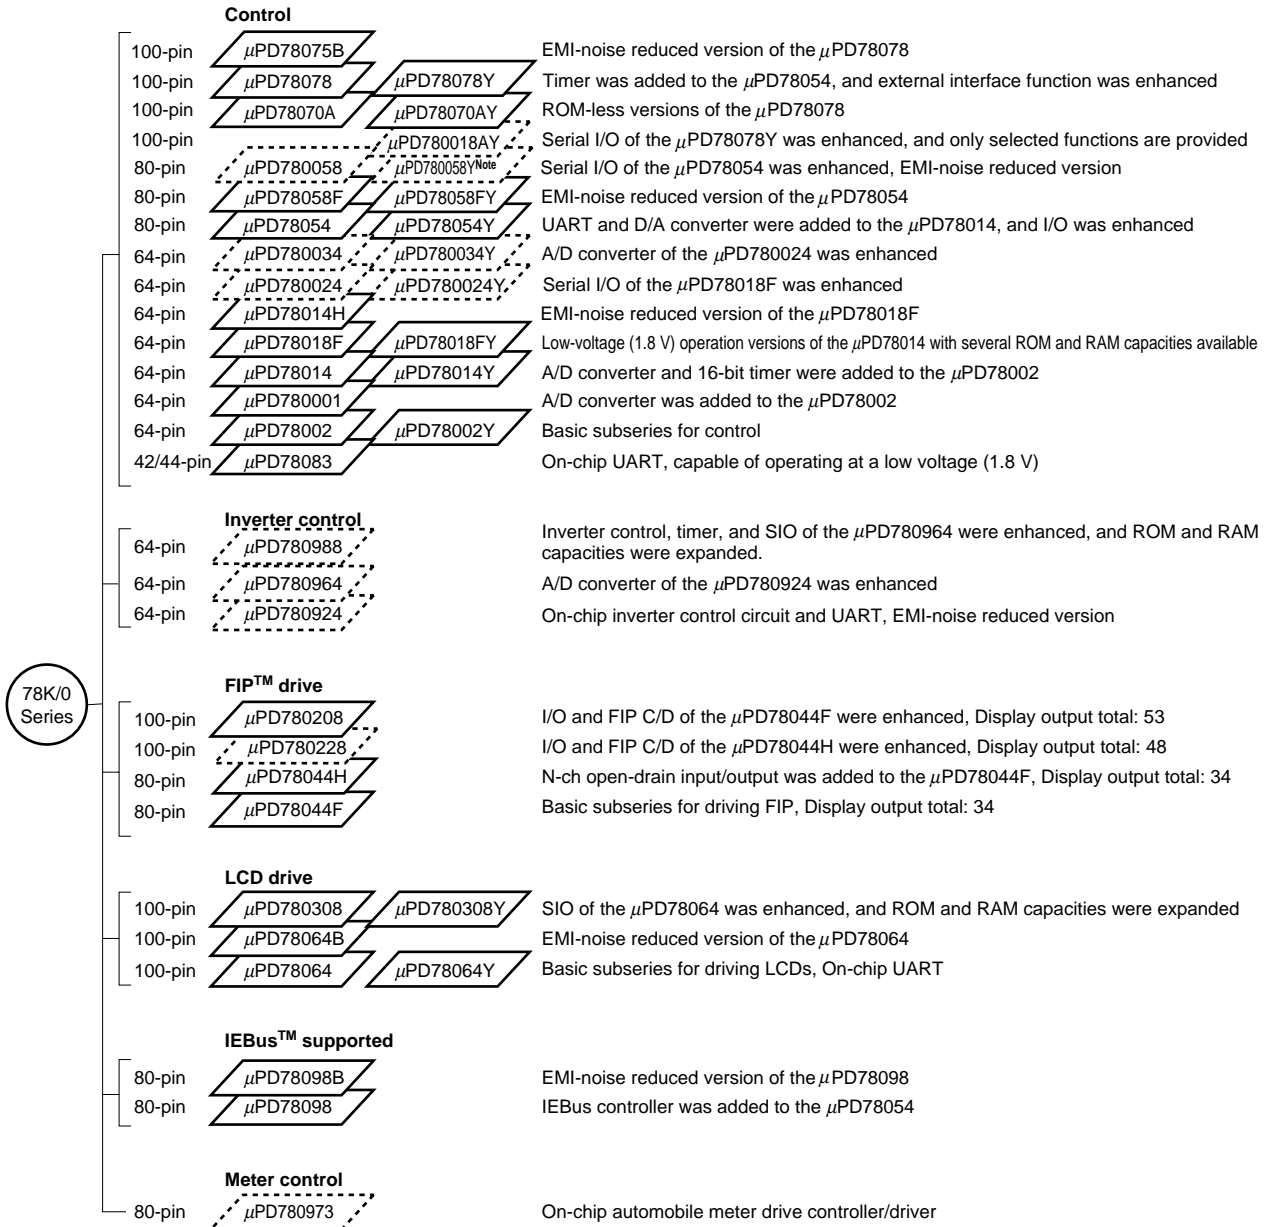 Control
100-pin μPD78075B EMI-noise reduced version of the μPD78078
100-pin μPD78078 μPD78078Y Timer was added to the μPD78054, and external interface function was enhanced
100-pin μPD78070A μPD78070AY ROM-less versions of the μPD78078
100-pin μPD780018AY Serial I/O of the μPD78078Y was enhanced, and only selected functions are provided
80-pin μPD780058 μPD780058YNote Serial I/O of the μPD78054 was enhanced, EMI-noise reduced version
80-pin μPD78058F μPD78058FY EMI-noise reduced version of the μPD78054
80-pin μPD78054 μPD78054Y UART and D/A converter were added to the μPD78014, and I/O was enhanced
64-pin μPD780034 μPD780034Y A/D converter of the μPD780024 was enhanced
64-pin μPD780024 μPD780024Y Serial I/O of the μPD78018F was enhanced
64-pin μPD78014H EMI-noise reduced version of the μPD78018F
64-pin μPD78018F μPD78018FY Low-voltage (1.8 V) operation versions of the μPD78014 with several ROM and RAM capacities available
64-pin μPD78014 μPD78014Y A/D converter and 16-bit timer were added to the μPD78002
64-pin μPD780001 A/D converter was added to the μPD78002
64-pin μPD78002 μPD78002Y Basic subseries for control
42/44-pin μPD78083 On-chip UART, capable of operating at a low voltage (1.8 V)
Inverter control
64-pin μPD780988 Inverter control, timer, and SIO of the μPD780964 were enhanced, and ROM and RAM
capacities were expanded.
64-pin μPD780964 A/D converter of the μPD780924 was enhanced
64-pin μPD780924 On-chip inverter control circuit and UART, EMI-noise reduced version
78K/0
Series
FIP™ drive
100-pin μPD780208 I/O and FIP C/D of the μPD78044F were enhanced, Display output total: 53
100-pin μPD780228 I/O and FIP C/D of the μPD78044H were enhanced, Display output total: 48
80-pin μPD78044H N-ch open-drain input/output was added to the μPD78044F, Display output total: 34
80-pin μPD78044F Basic subseries for driving FIP, Display output total: 34
LCD drive
100-pin μPD780308 μPD780308Y SIO of the μPD78064 was enhanced, and ROM and RAM capacities were expanded
100-pin μPD78064B EMI-noise reduced version of the μPD78064
100-pin μPD78064 μPD78064Y Basic subseries for driving LCDs, On-chip UART
IEBus™ supported
80-pin μPD78098B EMI-noise reduced version of the μPD78098
80-pin μPD78098 IEBus controller was added to the μPD78054
Meter control
80-pin μPD780973 On-chip automobile meter drive controller/driver